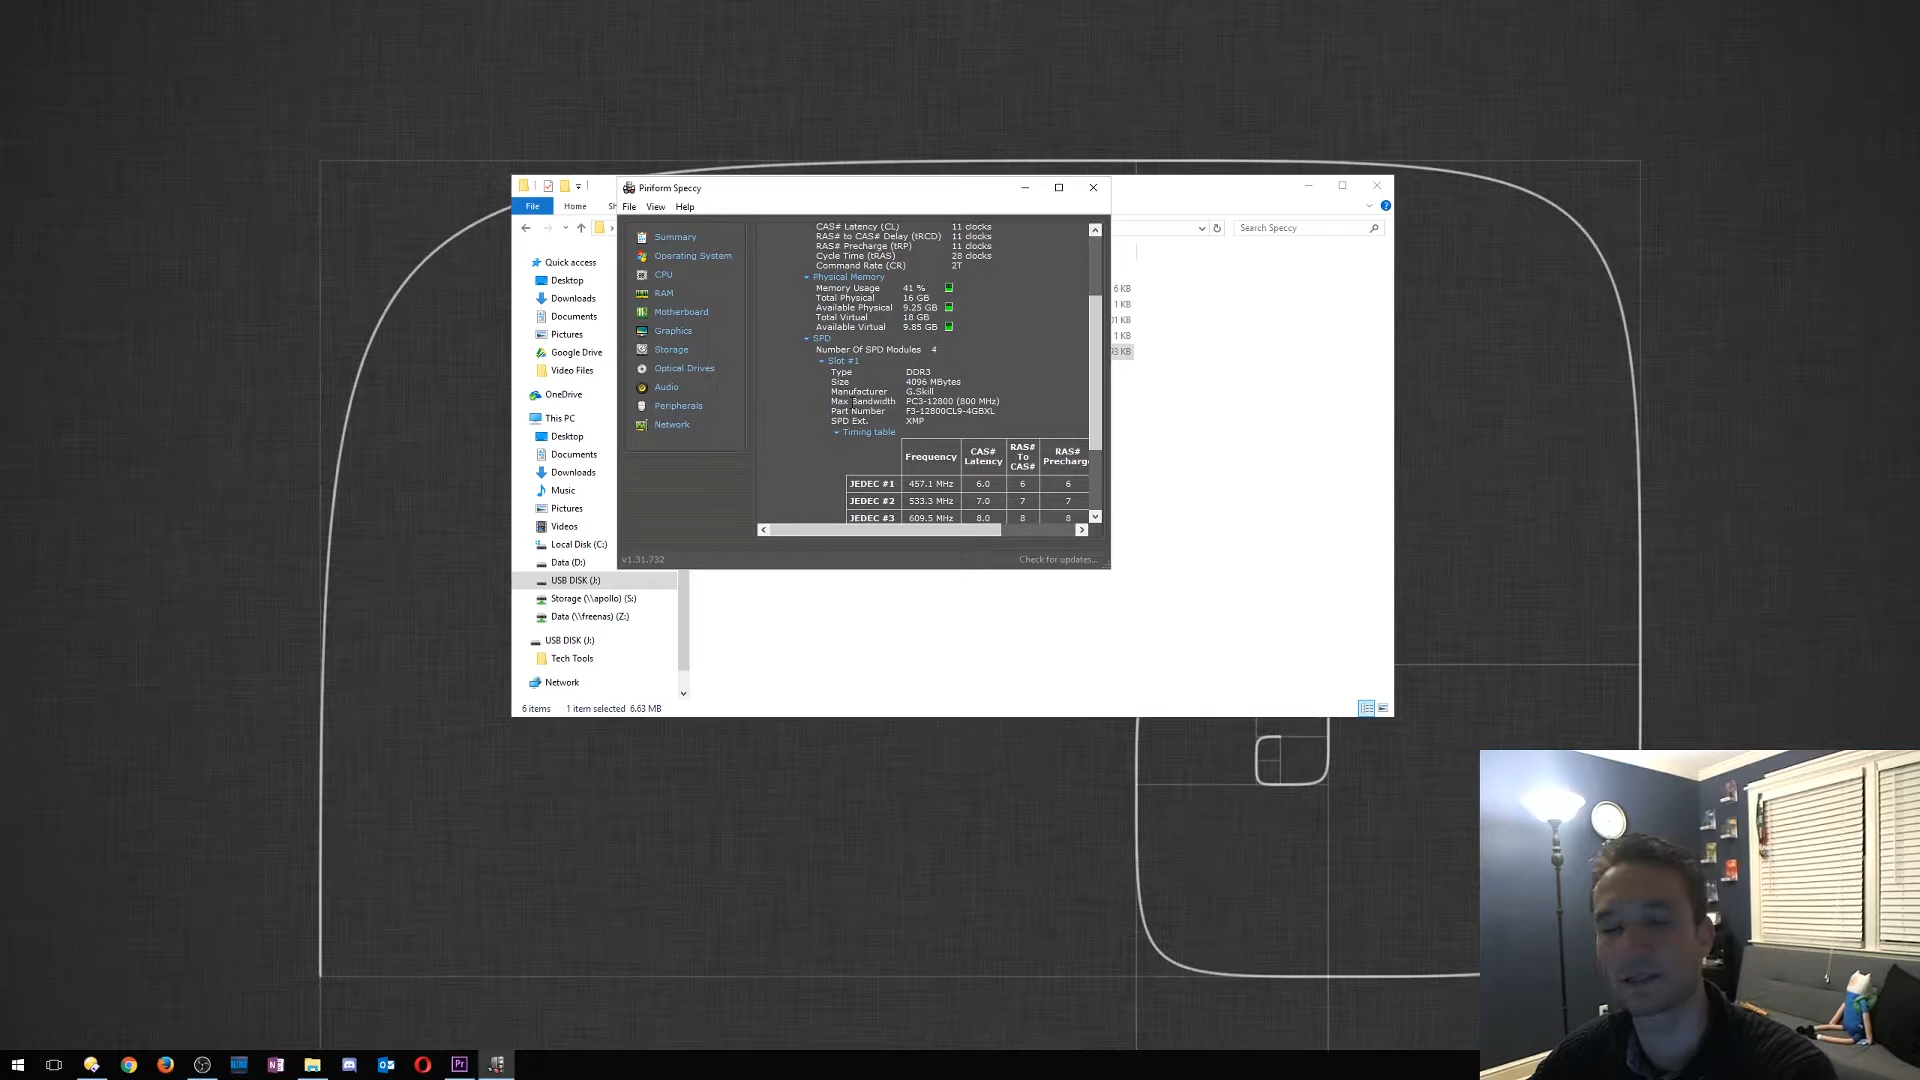 Piriform Speccy
File
Home
File
View
Help
Search Speccy
CAS# Latency (CL) 11 clocks
RAS# to CAS# Delay (tRCD) 11 clocks
RAS# Precharge (tRP) 11 clocks
Cycle Time (tRAS) 28 clocks
Command Rate (CR) 2T
Physical Memory
Memory Usage 41 %
Total Physical 16 GB
Available Physical 9.25 GB
Total Virtual 18 GB
Available Virtual 9.85 GB
SPD
Number Of SPD Modules 4
Slot #1
Type DDR3
Size 4096 MBytes
Manufacturer G.Skill
Max Bandwidth PC3-12800 (800 MHz)
Part Number F3-12800CL9-4GBXL
SPD Ext. XMP
Timing table
Frequency CAS# Latency RAS# To CAS# RAS# Precharge
JEDEC #1 457.1 MHz 6.0 6 6
JEDEC #2 533.3 MHz 7.0 7 7
JEDEC #3 609.5 MHz 8.0 8 8
Summary
Operating System
CPU
RAM
Motherboard
Graphics
Storage
Optical Drives
Audio
Peripherals
Network
v1.31.732
Check for updates...
6 KB
1 KB
01 KB
1 KB
93 KB
Quick access
Desktop
Downloads
Documents
Pictures
Google Drive
Video Files
OneDrive
This PC
Desktop
Documents
Downloads
Music
Pictures
Videos
Local Disk (C:)
Data (D:)
USB DISK (J:)
Storage (\\apollo) (S:)
Data (\\freenas) (Z:)
USB DISK (J:)
Tech Tools
Network
6 items
1 item selected 6.63 MB
Pr